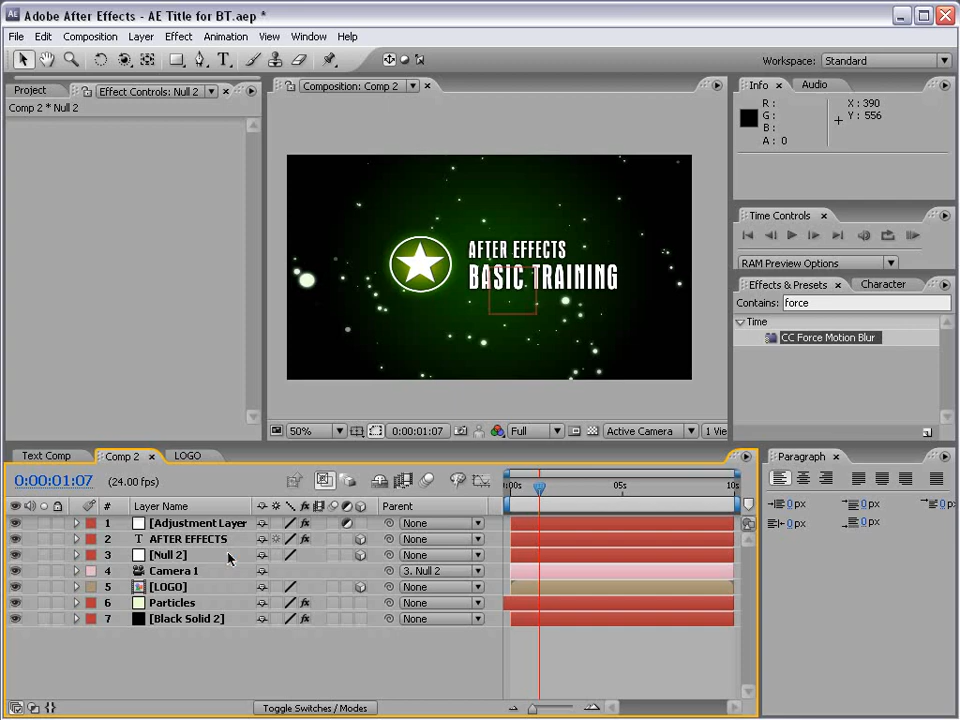 Adobe After Effects - AE Title for BT.aep *
File Edit Composition Layer Effect Animation View Window Help
Workspace: Standard
Project Effect Controls: Null 2
Comp 2 * Null 2
Composition: Comp 2
AFTER EFFECTS
BASIC TRAINING
50% 0:00:01:07 Full Active Camera 1 Vie
Info Audio
R : X : 390
G : Y : 556
B :
A : 0
Time Controls
RAM Preview Options
Effects & Presets Character
Contains: force
Time
CC Force Motion Blur
Text Comp Comp 2 LOGO
0:00:01:07 (24.00 fps)
:00s 05s 10s
# Layer Name Parent
1 [Adjustment Layer None
2 T AFTER EFFECTS None
3 [Null 2] None
4 Camera 1 3. Null 2
5 [LOGO] None
6 Particles None
7 [Black Solid 2] None
Toggle Switches / Modes
Paragraph
0 px 0 px 0 px
0 px 0 px